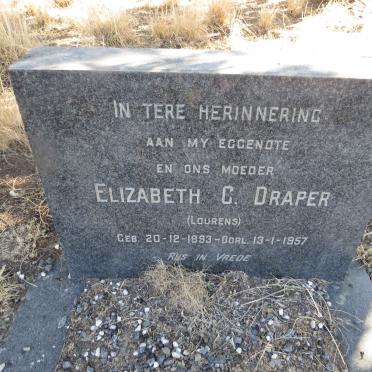 IN TERE HERINNERING
AAN MY EGGENOTE
EN ONS MOEDER
ELIZABETH C. DRAPER
(LOURENS)
GEB. 20-12-1893-OORL. 13-1-1957
RUS IN VREDE